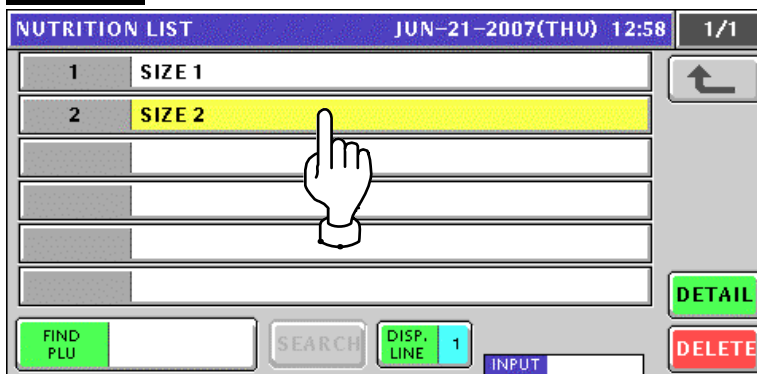 NUTRITION LIST JUN-21-2007(THU) 12:58 1/1
1 SIZE 1
2 SIZE 2
DETAIL
FIND PLU SEARCH DISP. LINE 1 DELETE
INPUT